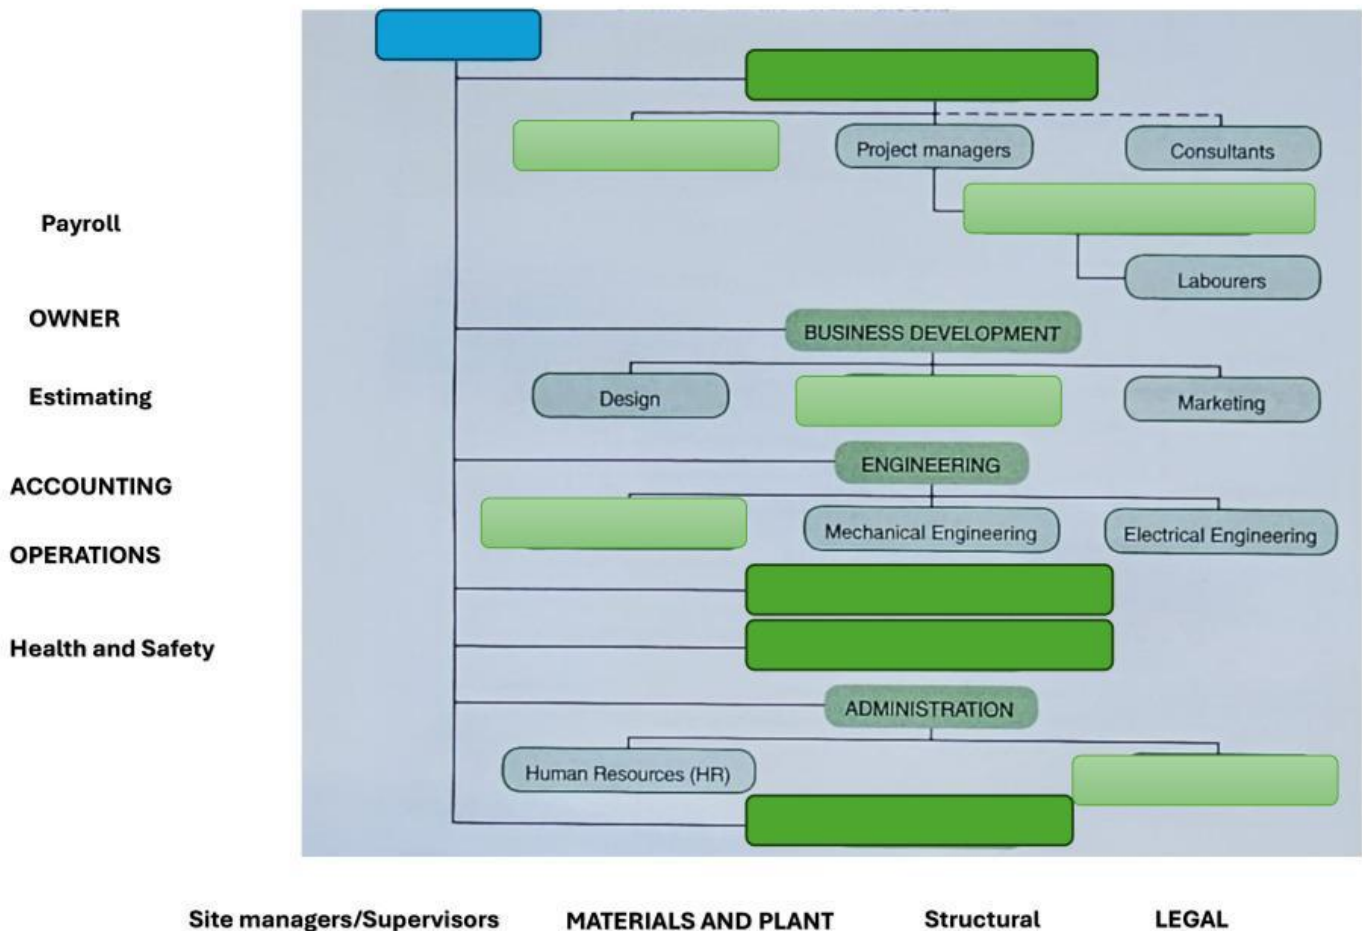 Project managers
Consultants
Payroll
Labourers
OWNER
BUSINESS DEVELOPMENT
Estimating
Design
Marketing
ACCOUNTING
ENGINEERING
OPERATIONS
Mechanical Engineering
Electrical Engineering
Health and Safety
ADMINISTRATION
Human Resources (HR)
Site managers/Supervisors
MATERIALS AND PLANT
Structural
LEGAL